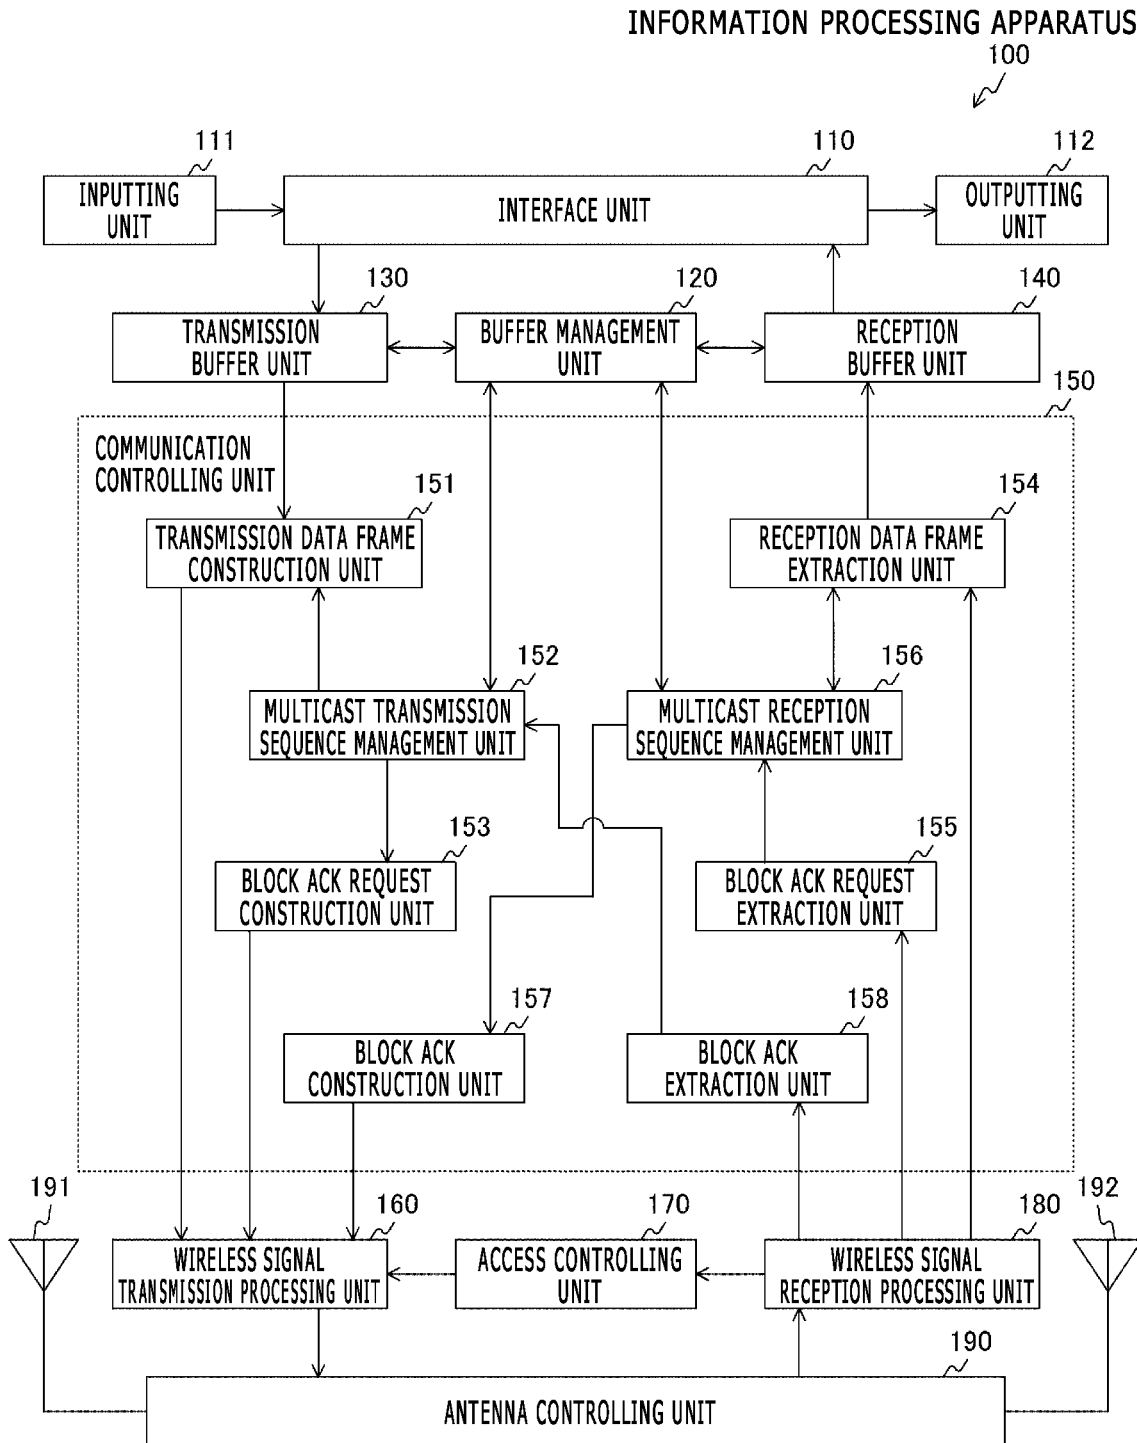 INFORMATION PROCESSING APPARATUS
100
111
110
112
INPUTTING
UNIT
INTERFACE UNIT
OUTPUTTING
UNIT
130
120
140
TRANSMISSION
BUFFER UNIT
BUFFER MANAGEMENT
UNIT
RECEPTION
BUFFER UNIT
150
COMMUNICATION
CONTROLLING UNIT
151
154
TRANSMISSION DATA FRAME
CONSTRUCTION UNIT
RECEPTION DATA FRAME
EXTRACTION UNIT
152
156
MULTICAST TRANSMISSION
SEQUENCE MANAGEMENT UNIT
MULTICAST RECEPTION
SEQUENCE MANAGEMENT UNIT
153
155
BLOCK ACK REQUEST
CONSTRUCTION UNIT
BLOCK ACK REQUEST
EXTRACTION UNIT
157
158
BLOCK ACK
CONSTRUCTION UNIT
BLOCK ACK
EXTRACTION UNIT
191
192
160
170
180
WIRELESS SIGNAL
TRANSMISSION PROCESSING UNIT
ACCESS CONTROLLING
UNIT
WIRELESS SIGNAL
RECEPTION PROCESSING UNIT
190
ANTENNA CONTROLLING UNIT